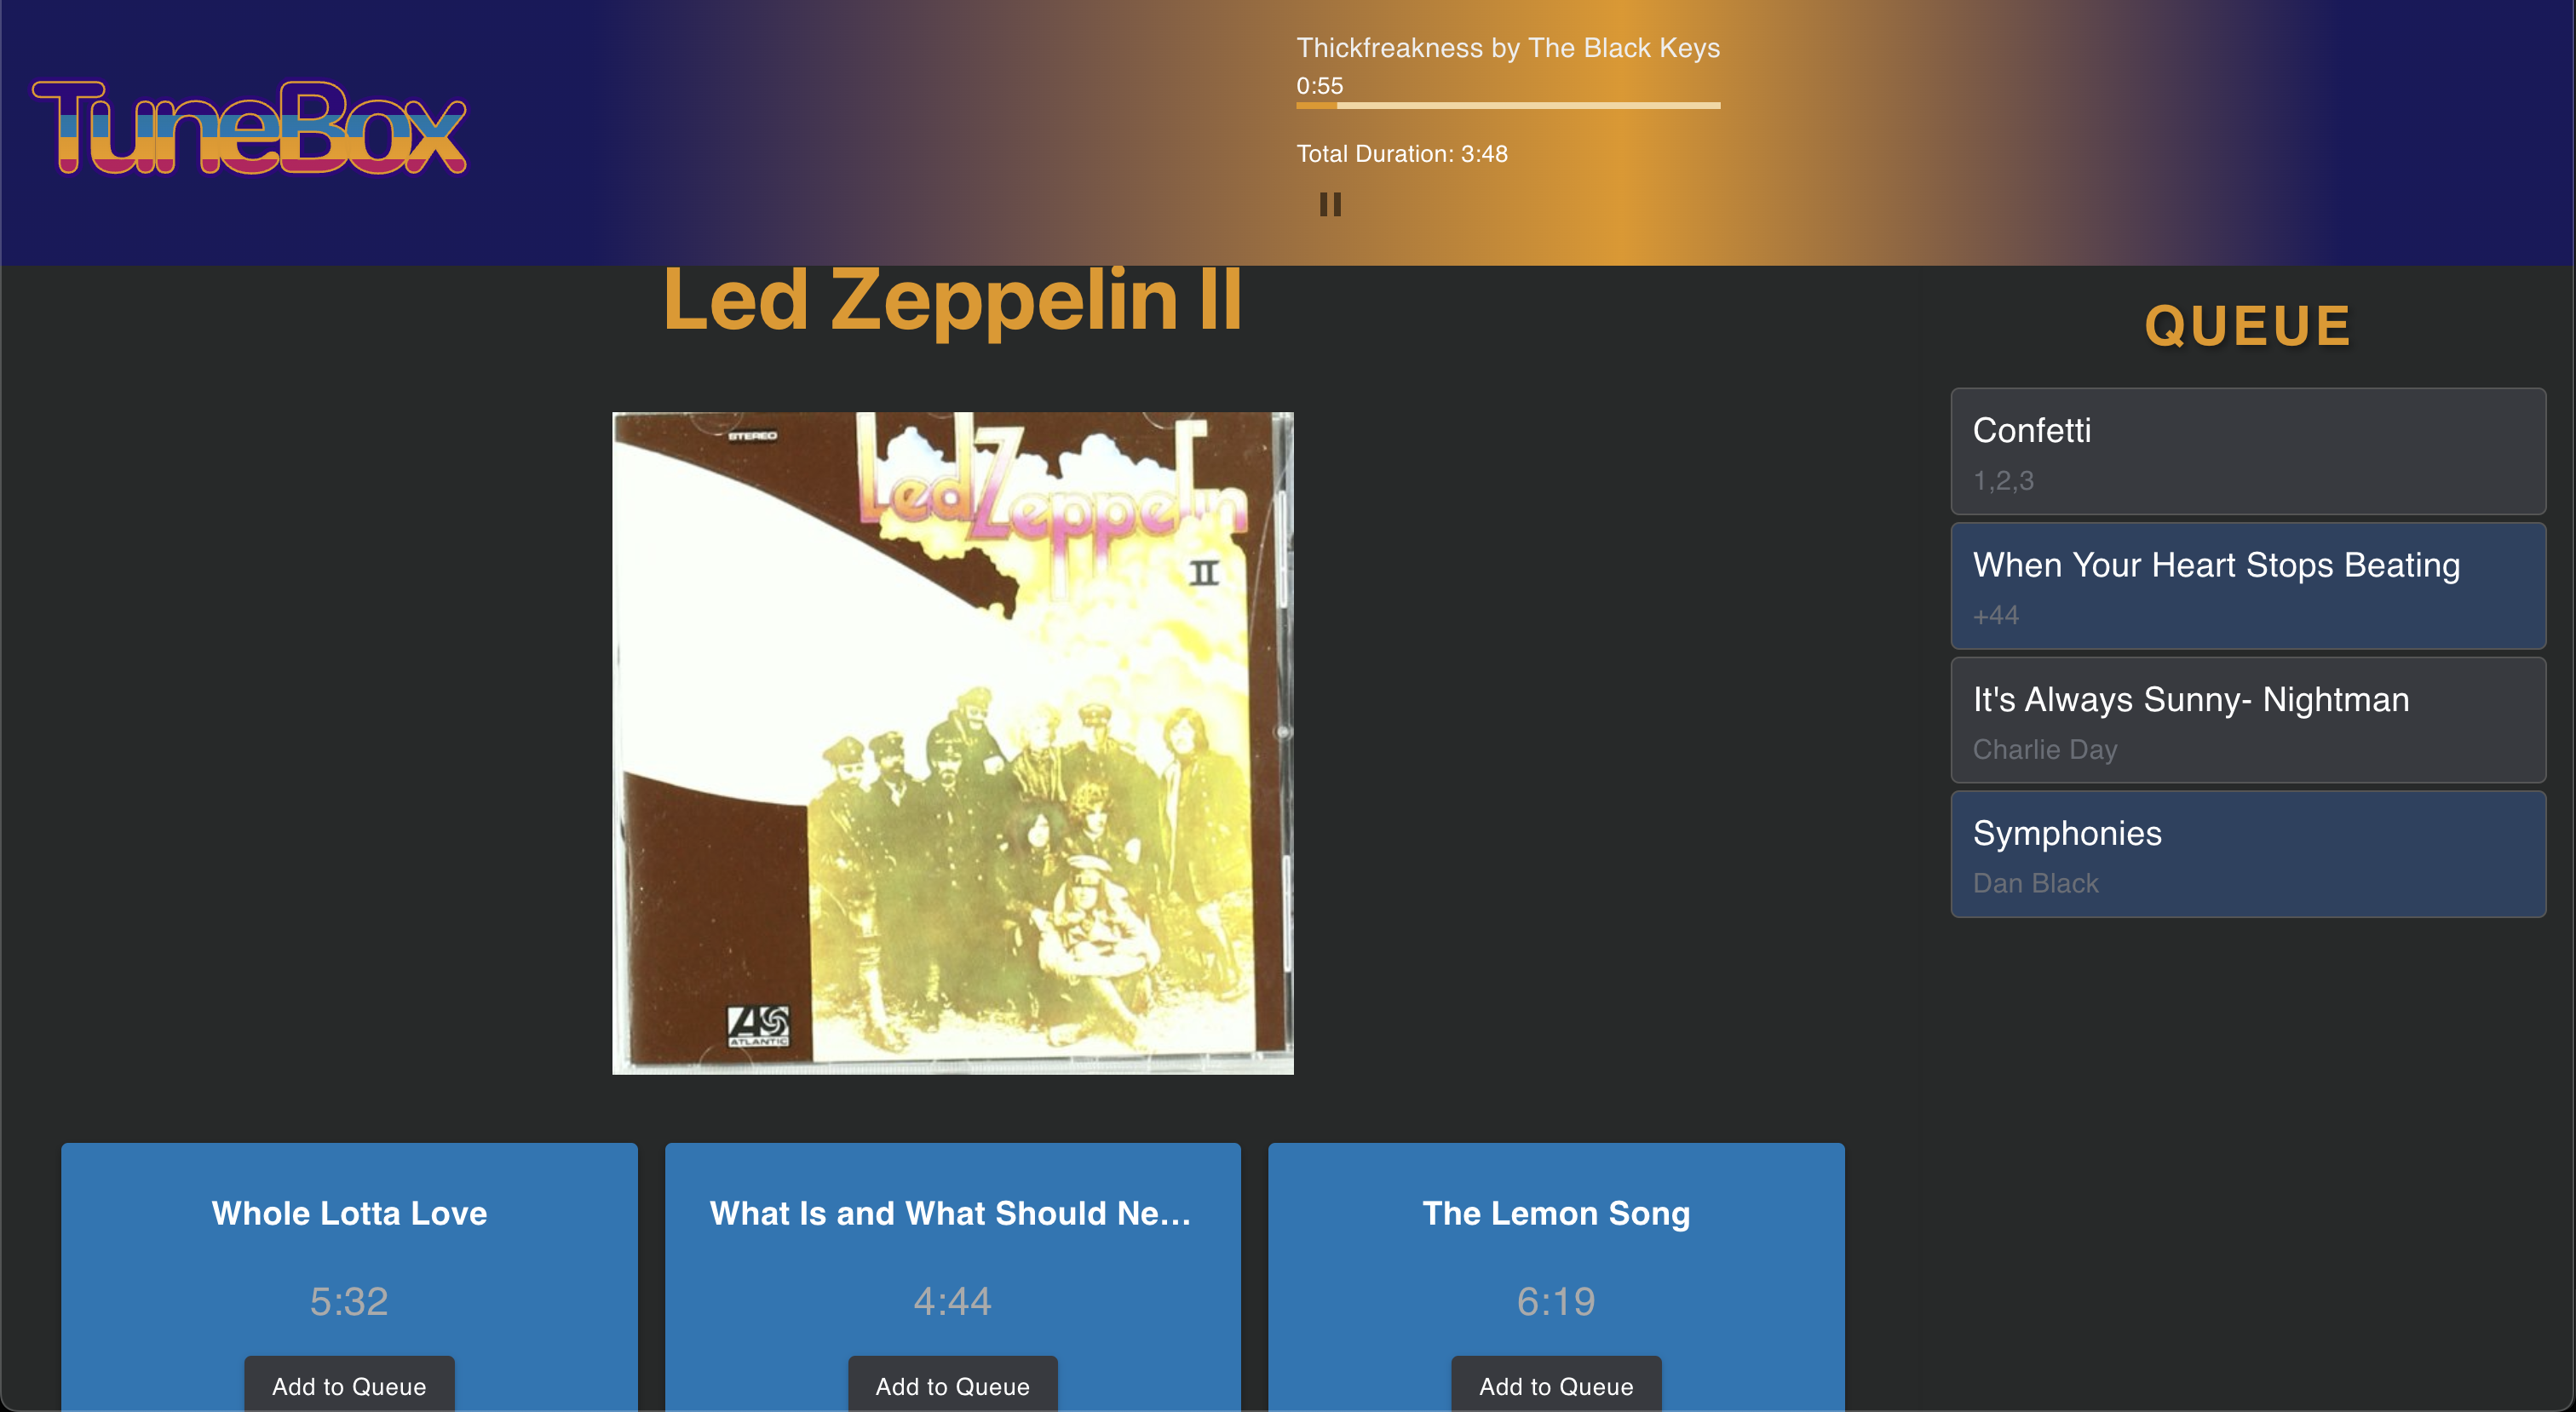 TuneBox
Thickfreakness by The Black Keys
0:55
Total Duration: 3:48
Led Zeppelin II
STEREO
Led Zeppelin
II
A
ATLANTIC
Whole Lotta Love
5:32
Add to Queue
What Is and What Should Ne...
4:44
Add to Queue
The Lemon Song
6:19
Add to Queue
QUEUE
Confetti
1,2,3
When Your Heart Stops Beating
+44
It's Always Sunny- Nightman
Charlie Day
Symphonies
Dan Black